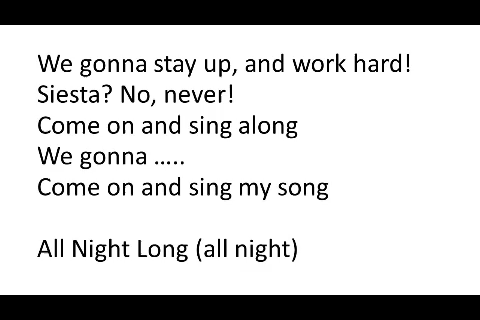 We gonna stay up, and work hard!
Siesta? No, never!
Come on and sing along
We gonna …..
Come on and sing my song
All Night Long (all night)